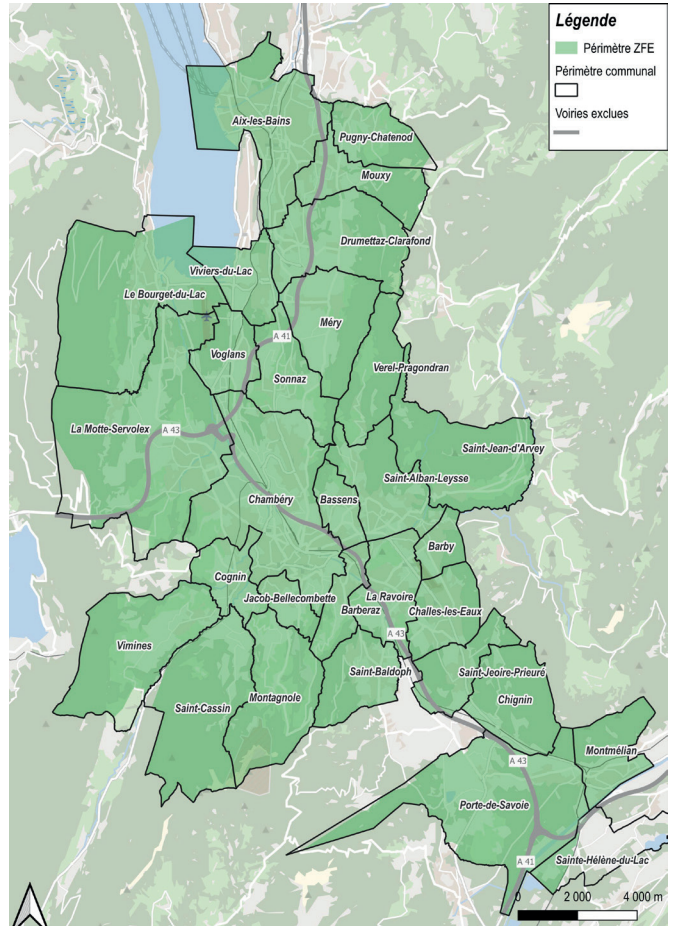 Légende
Périmètre ZFE
Périmètre communal
Voiries exclues
Aix-les-Bains
Pugny-Chatenod
Mouxy
Drumettaz-Clarafond
Viviers-du-Lac
Le Bourget-du-Lac
Méry
A 41
Voglans
Verel-Pragondran
Sonnaz
La Motte-Servolex
A 43
Saint-Jean-d'Arvey
Saint-Alban-Leysse
Chambéry
Bassens
Barby
Cognin
Jacob-Bellecombette
La Ravoire
Challes-les-Eaux
Barberaz
A 43
Vimines
Saint-Baldoph
Saint-Jeoire-Prieuré
Saint-Cassin
Montagnole
Chignin
Montmélian
A 43
Porte-de-Savoie
A 41
Sainte-Hélène-du-Lac
0 2 000 4 000 m